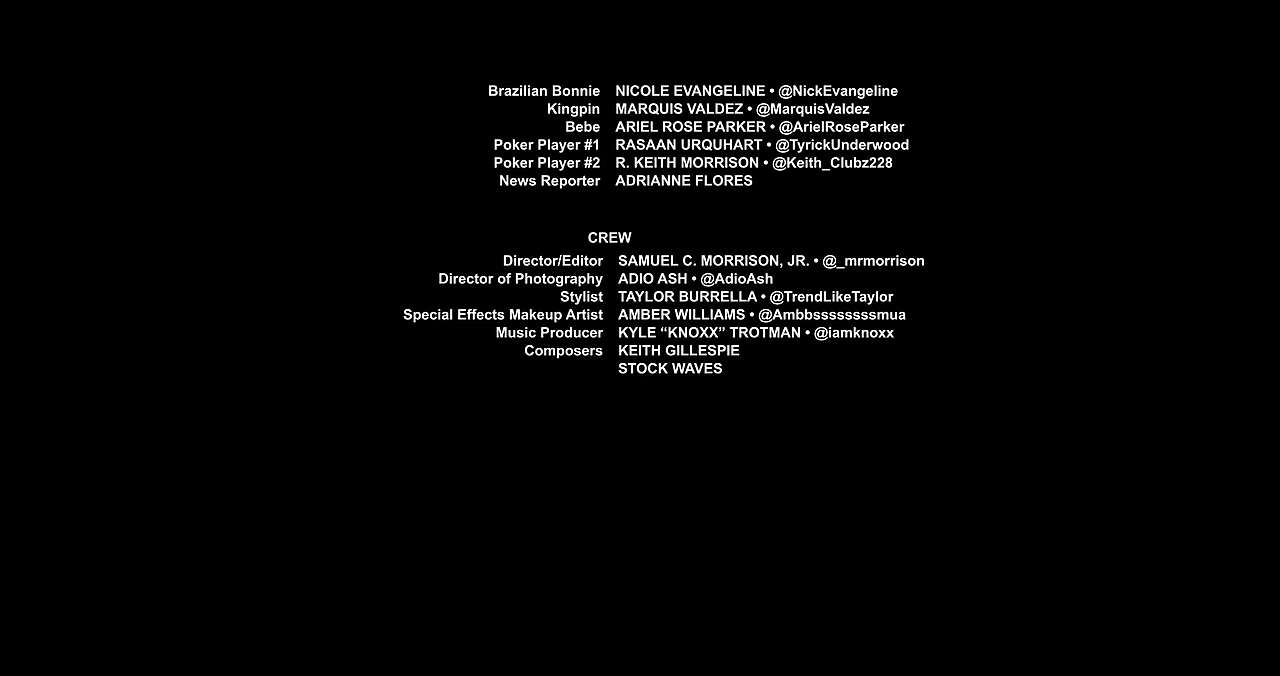 Brazilian Bonnie NICOLE EVANGELINE • @NickEvangeline
Kingpin MARQUIS VALDEZ • @MarquisValdez
Bebe ARIEL ROSE PARKER • @ArielRoseParker
Poker Player #1 RASAAN URQUHART • @TyrickUnderwood
Poker Player #2 R. KEITH MORRISON • @Keith_Clubz228
News Reporter ADRIANNE FLORES
CREW
Director/Editor SAMUEL C. MORRISON, JR. • @_mrmorrison
Director of Photography ADIO ASH • @AdioAsh
Stylist TAYLOR BURRELLA • @TrendLikeTaylor
Special Effects Makeup Artist AMBER WILLIAMS • @Ambbssssssssmua
Music Producer KYLE “KNOXX” TROTMAN • @iamknoxx
Composers KEITH GILLESPIE
STOCK WAVES